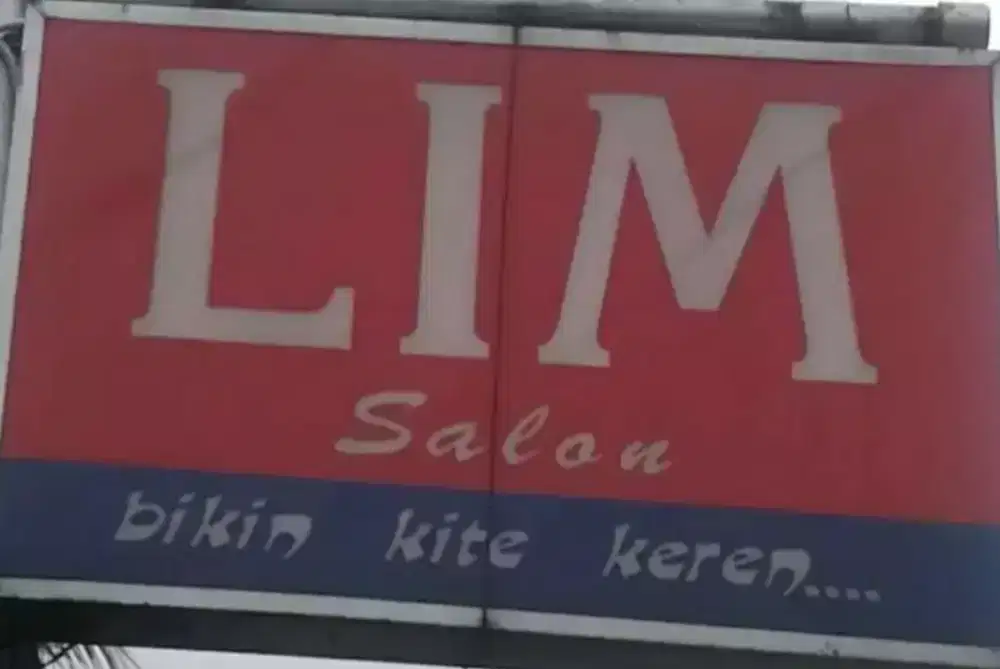 LIM
Salon
bikin kite keren....